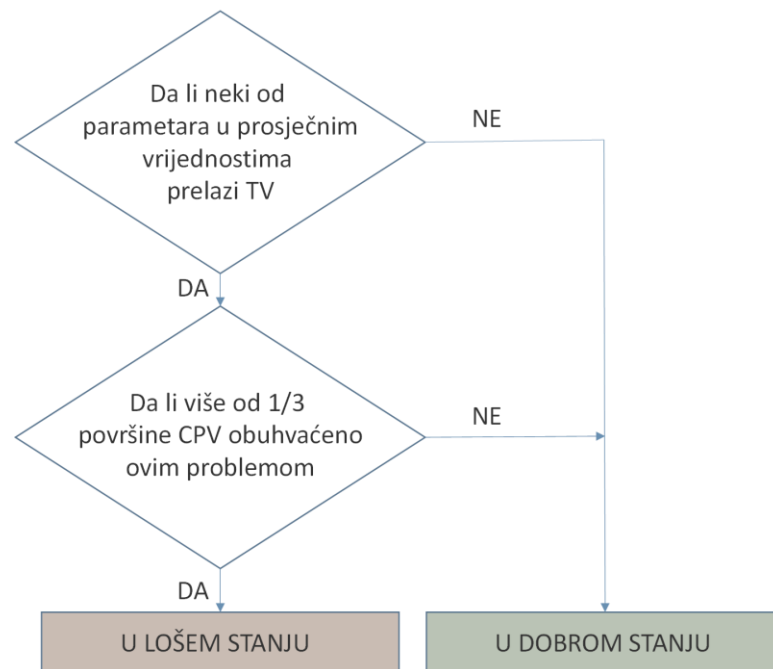 Da li neki od
parametara u prosječnim
vrijednostima
prelazi TV
NE
DA
Da li više od 1/3
površine CPV obuhvaćeno
ovim problemom
NE
DA
U LOŠEM STANJU
U DOBROM STANJU